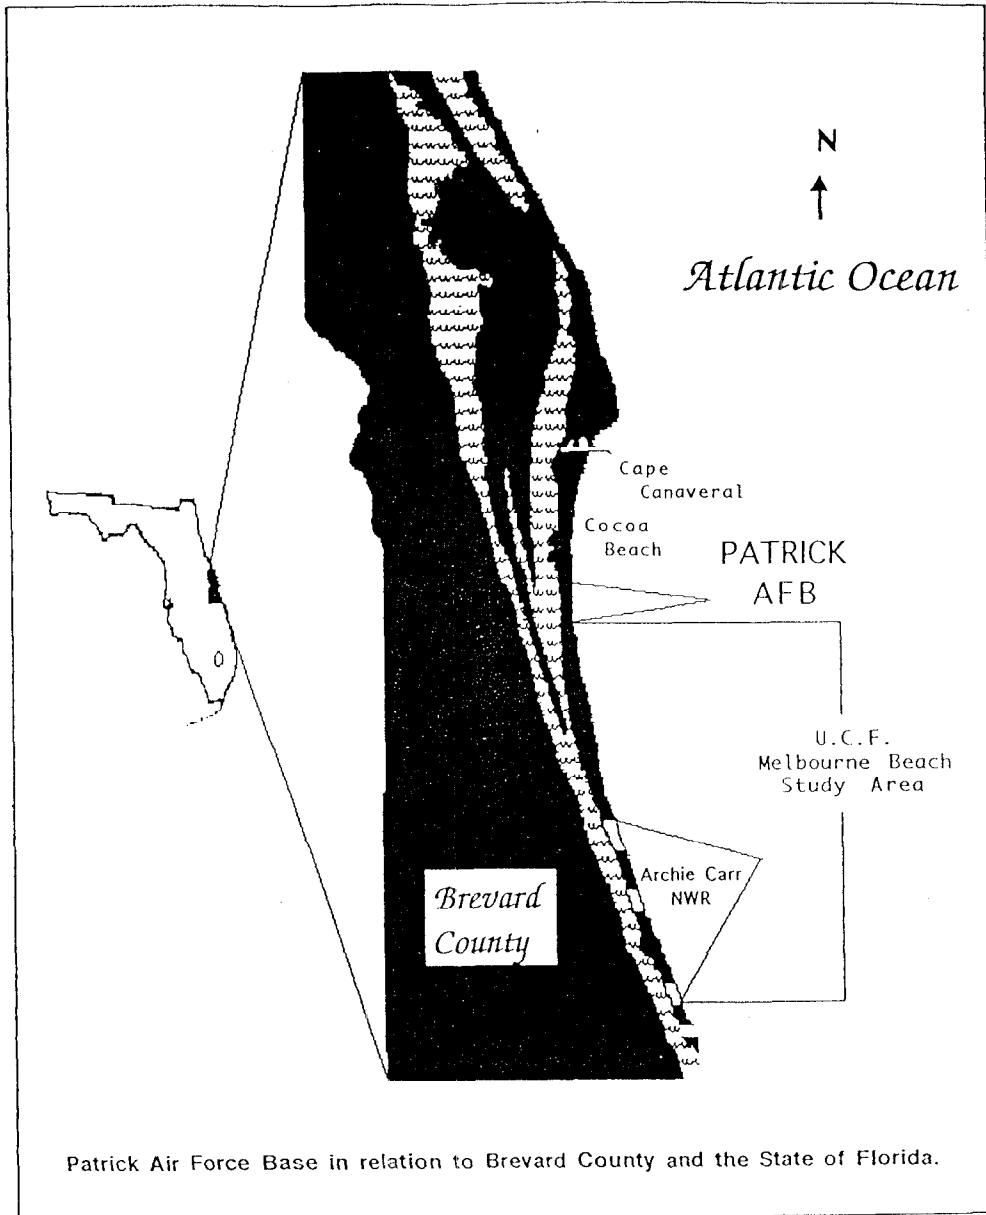 N
Atlantic Ocean
Cape
Canaveral
Cocoa
Beach
PATRICK
AFB
U.C.F.
Melbourne Beach
Study Area
Archie Carr
NWR
Brevard
County
Patrick Air Force Base in relation to Brevard County and the State of Florida.